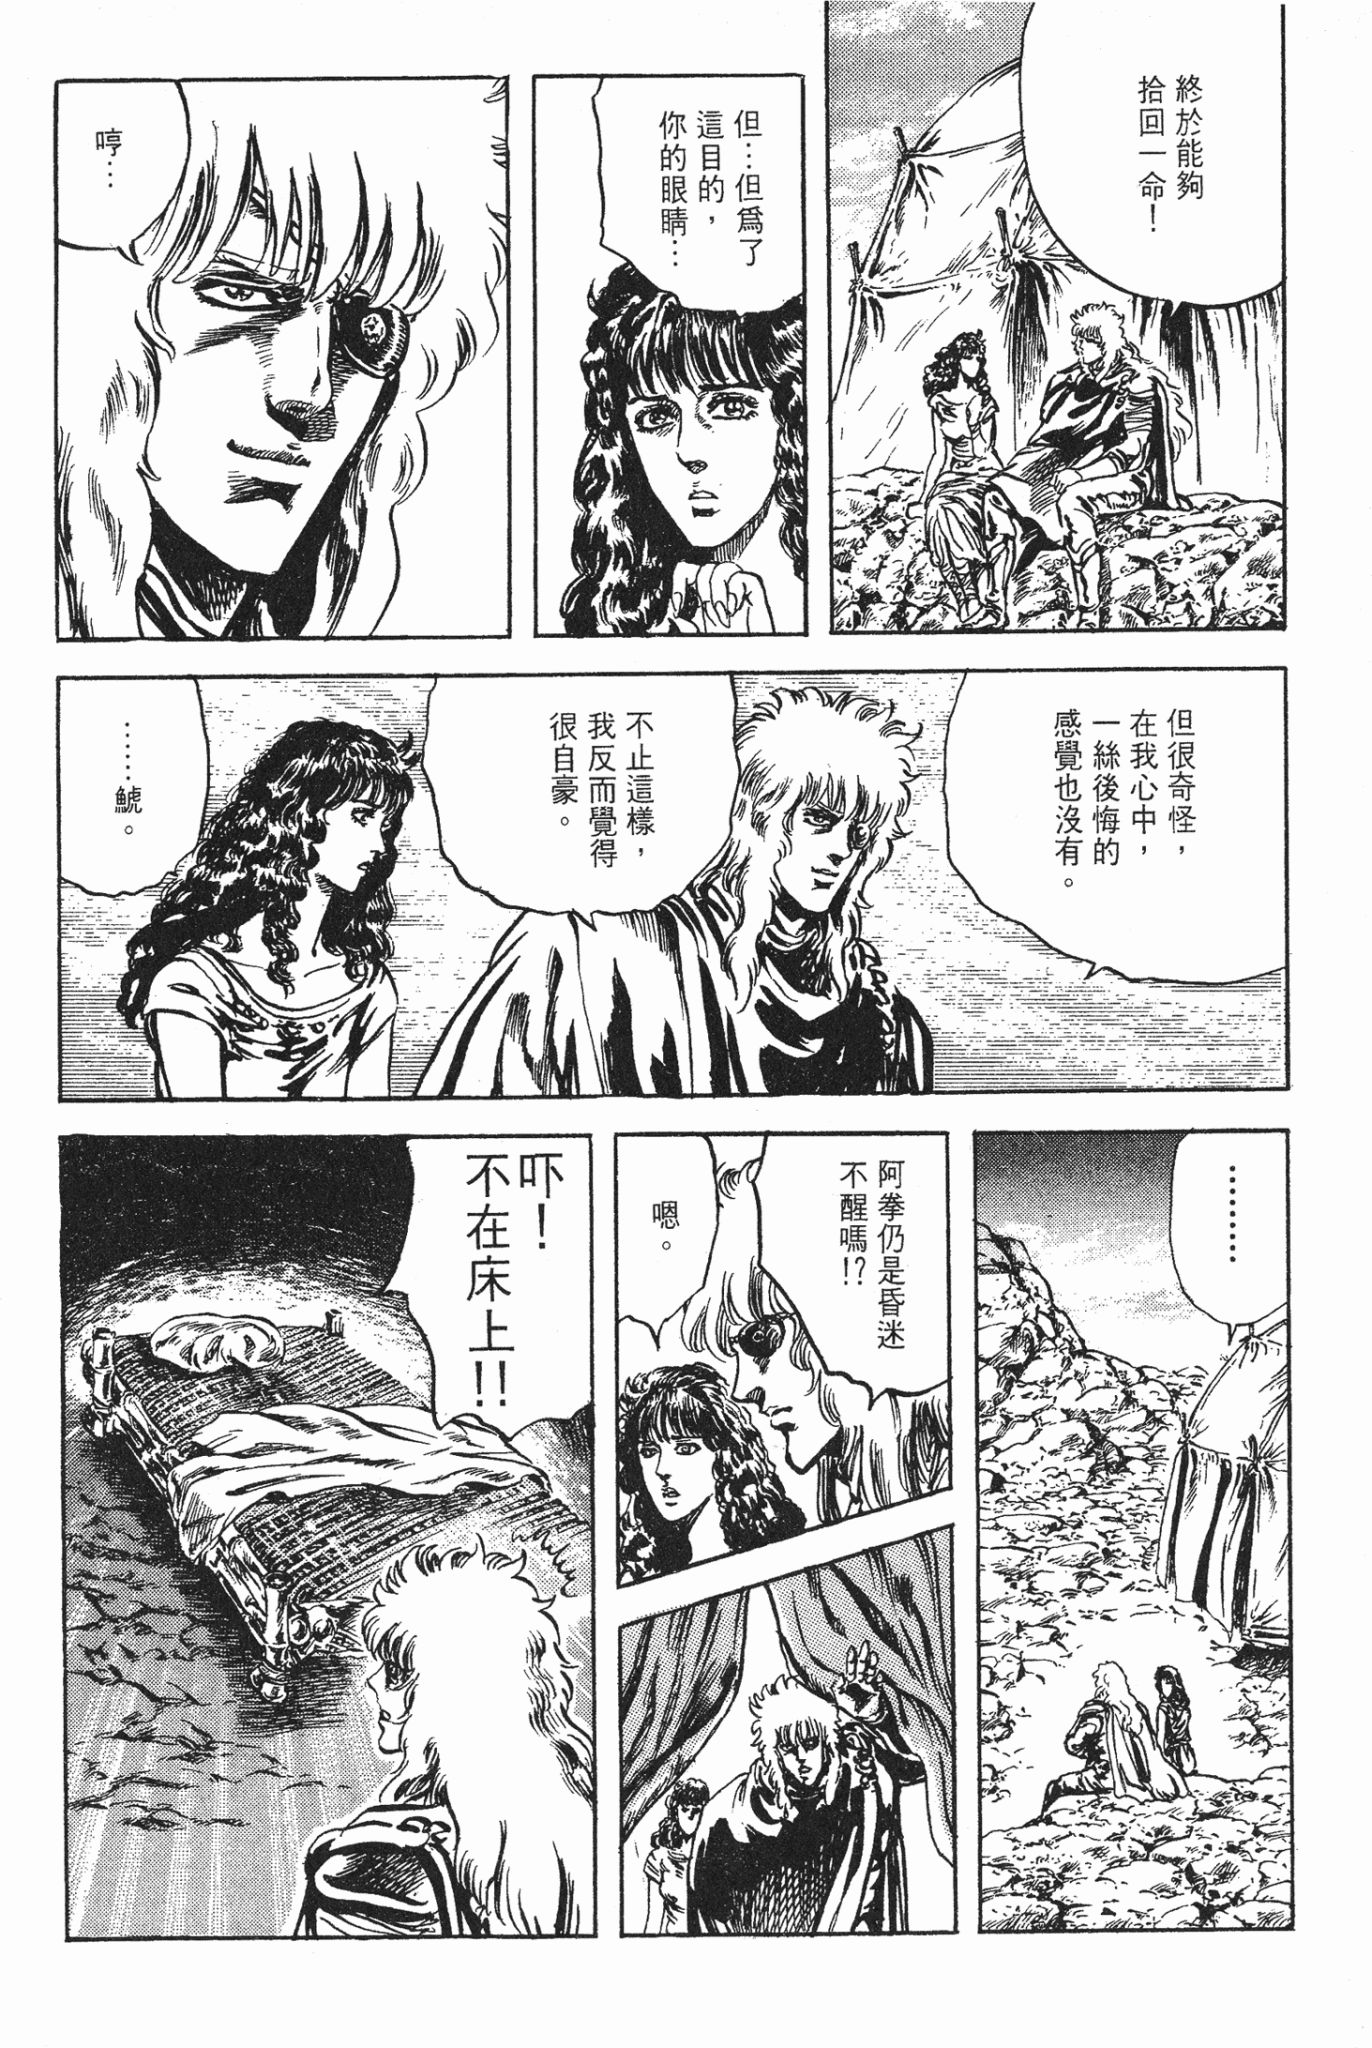 終於能夠
拾回一命！
但…但爲了
這目的，
你的眼睛…
哼…
但很奇怪，
在我心中，
一絲後悔的
感覺也沒有。
不止這樣，
我反而覺得
很自豪。
……鯱。
………
阿拳仍是昏迷
不醒嗎!?
嗯。
吓！
不在床上!!